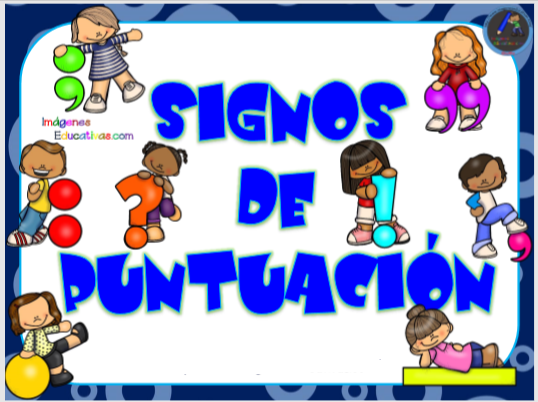 Imágenes
Educativas.com
SIGNOS
DE
PUNTUACIÓN